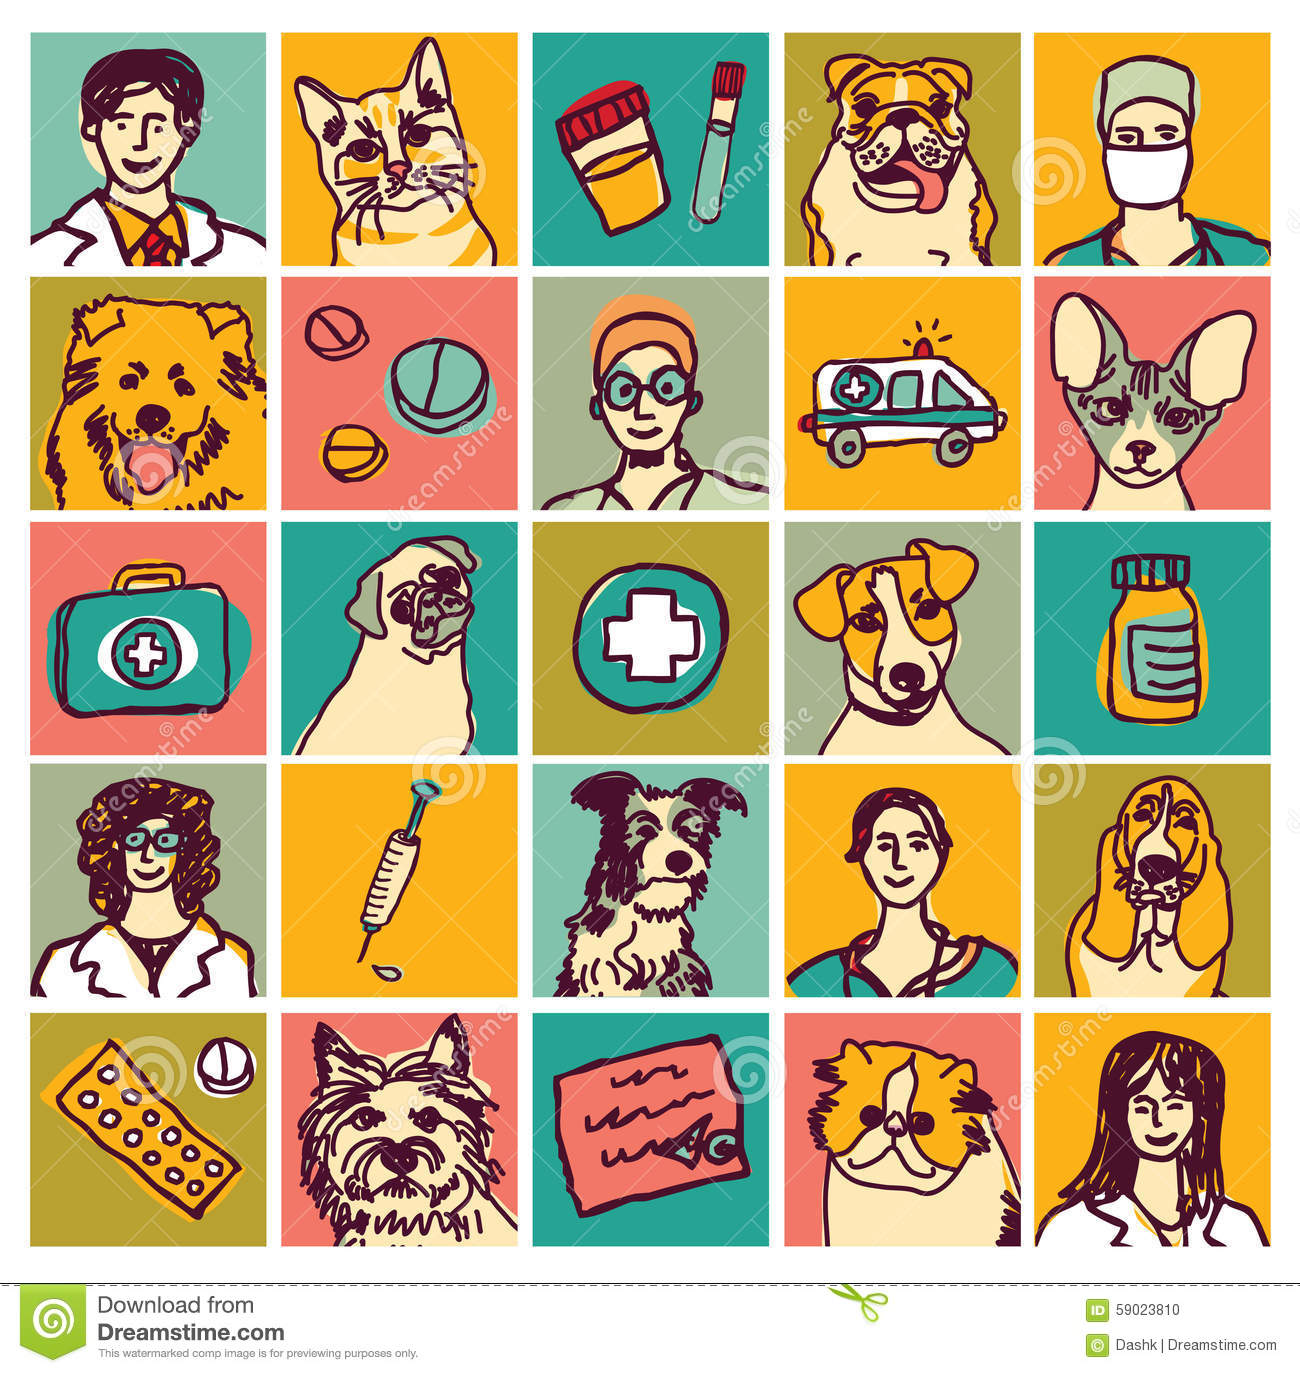 Download from
Dreamstime.com
This watermarked comp image is for previewing purposes only.
ID 59023810
© Dashk | Dreamstime.com